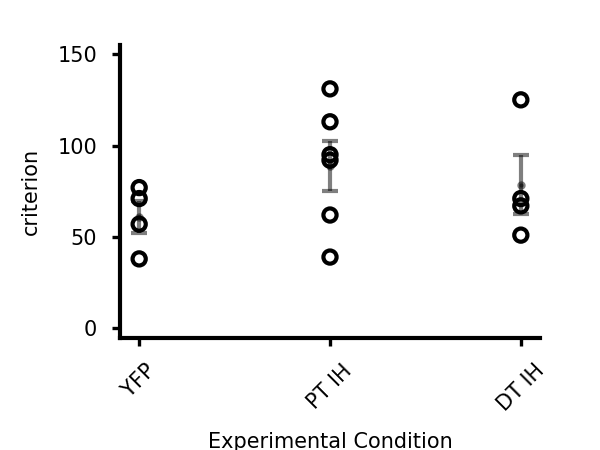 150
100
50
0
criterion
YFP
PT IH
DT IH
Experimental Condition